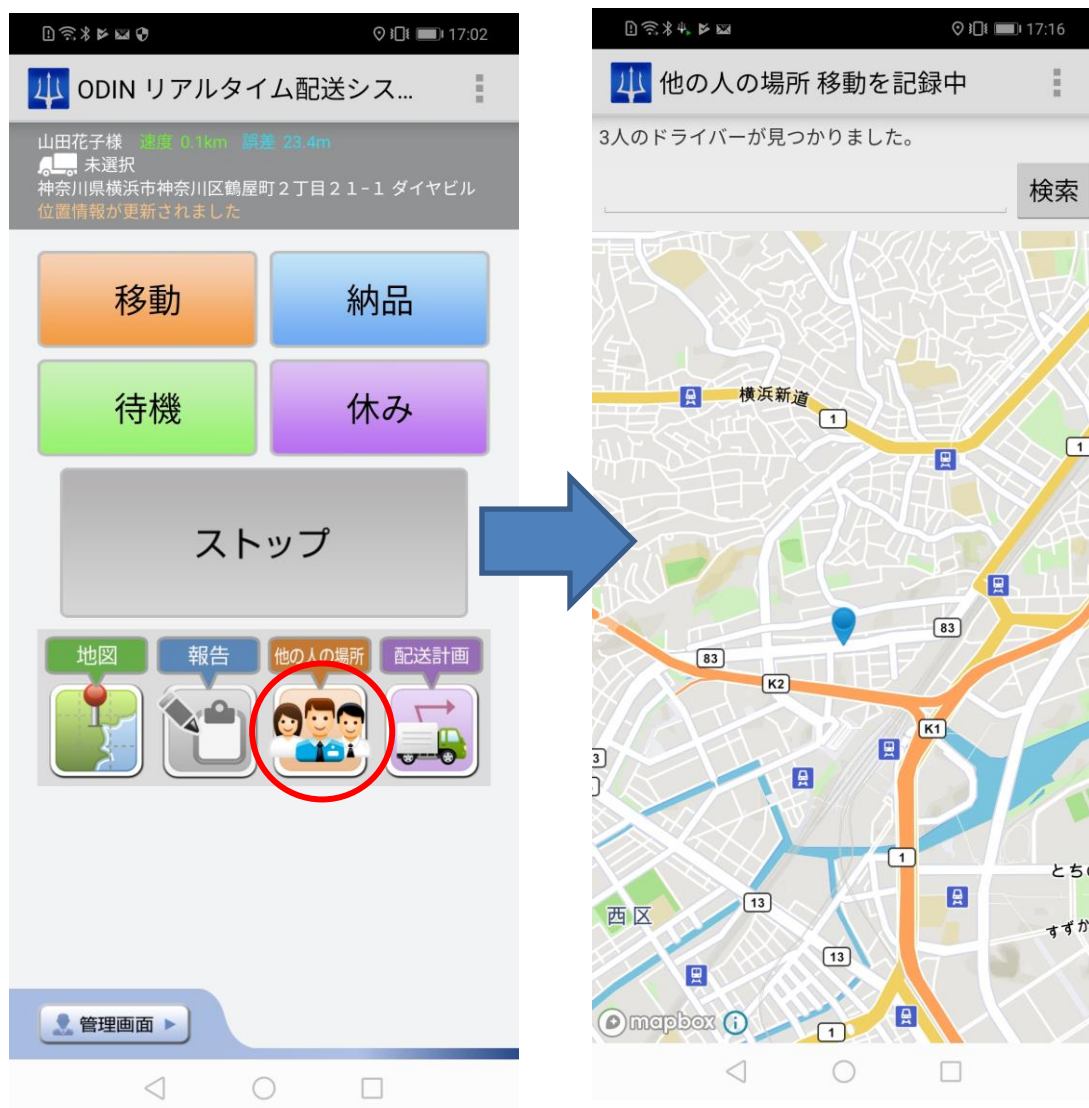 17:02
ODIN リアルタイム配送シス...
山田花子様 速度 0.1km 誤差 23.4m
未選択
神奈川県横浜市神奈川区鶴屋町２丁目２１−１ ダイヤビル
位置情報が更新されました
移動
納品
待機
休み
ストップ
地図
報告
他の人の場所
配送計画
管理画面
17:16
他の人の場所 移動を記録中
3人のドライバーが見つかりました。
検索
横浜新道
1
1
83
83
K2
K1
3
1
とち
13
西区
すずか
13
mapbox
1